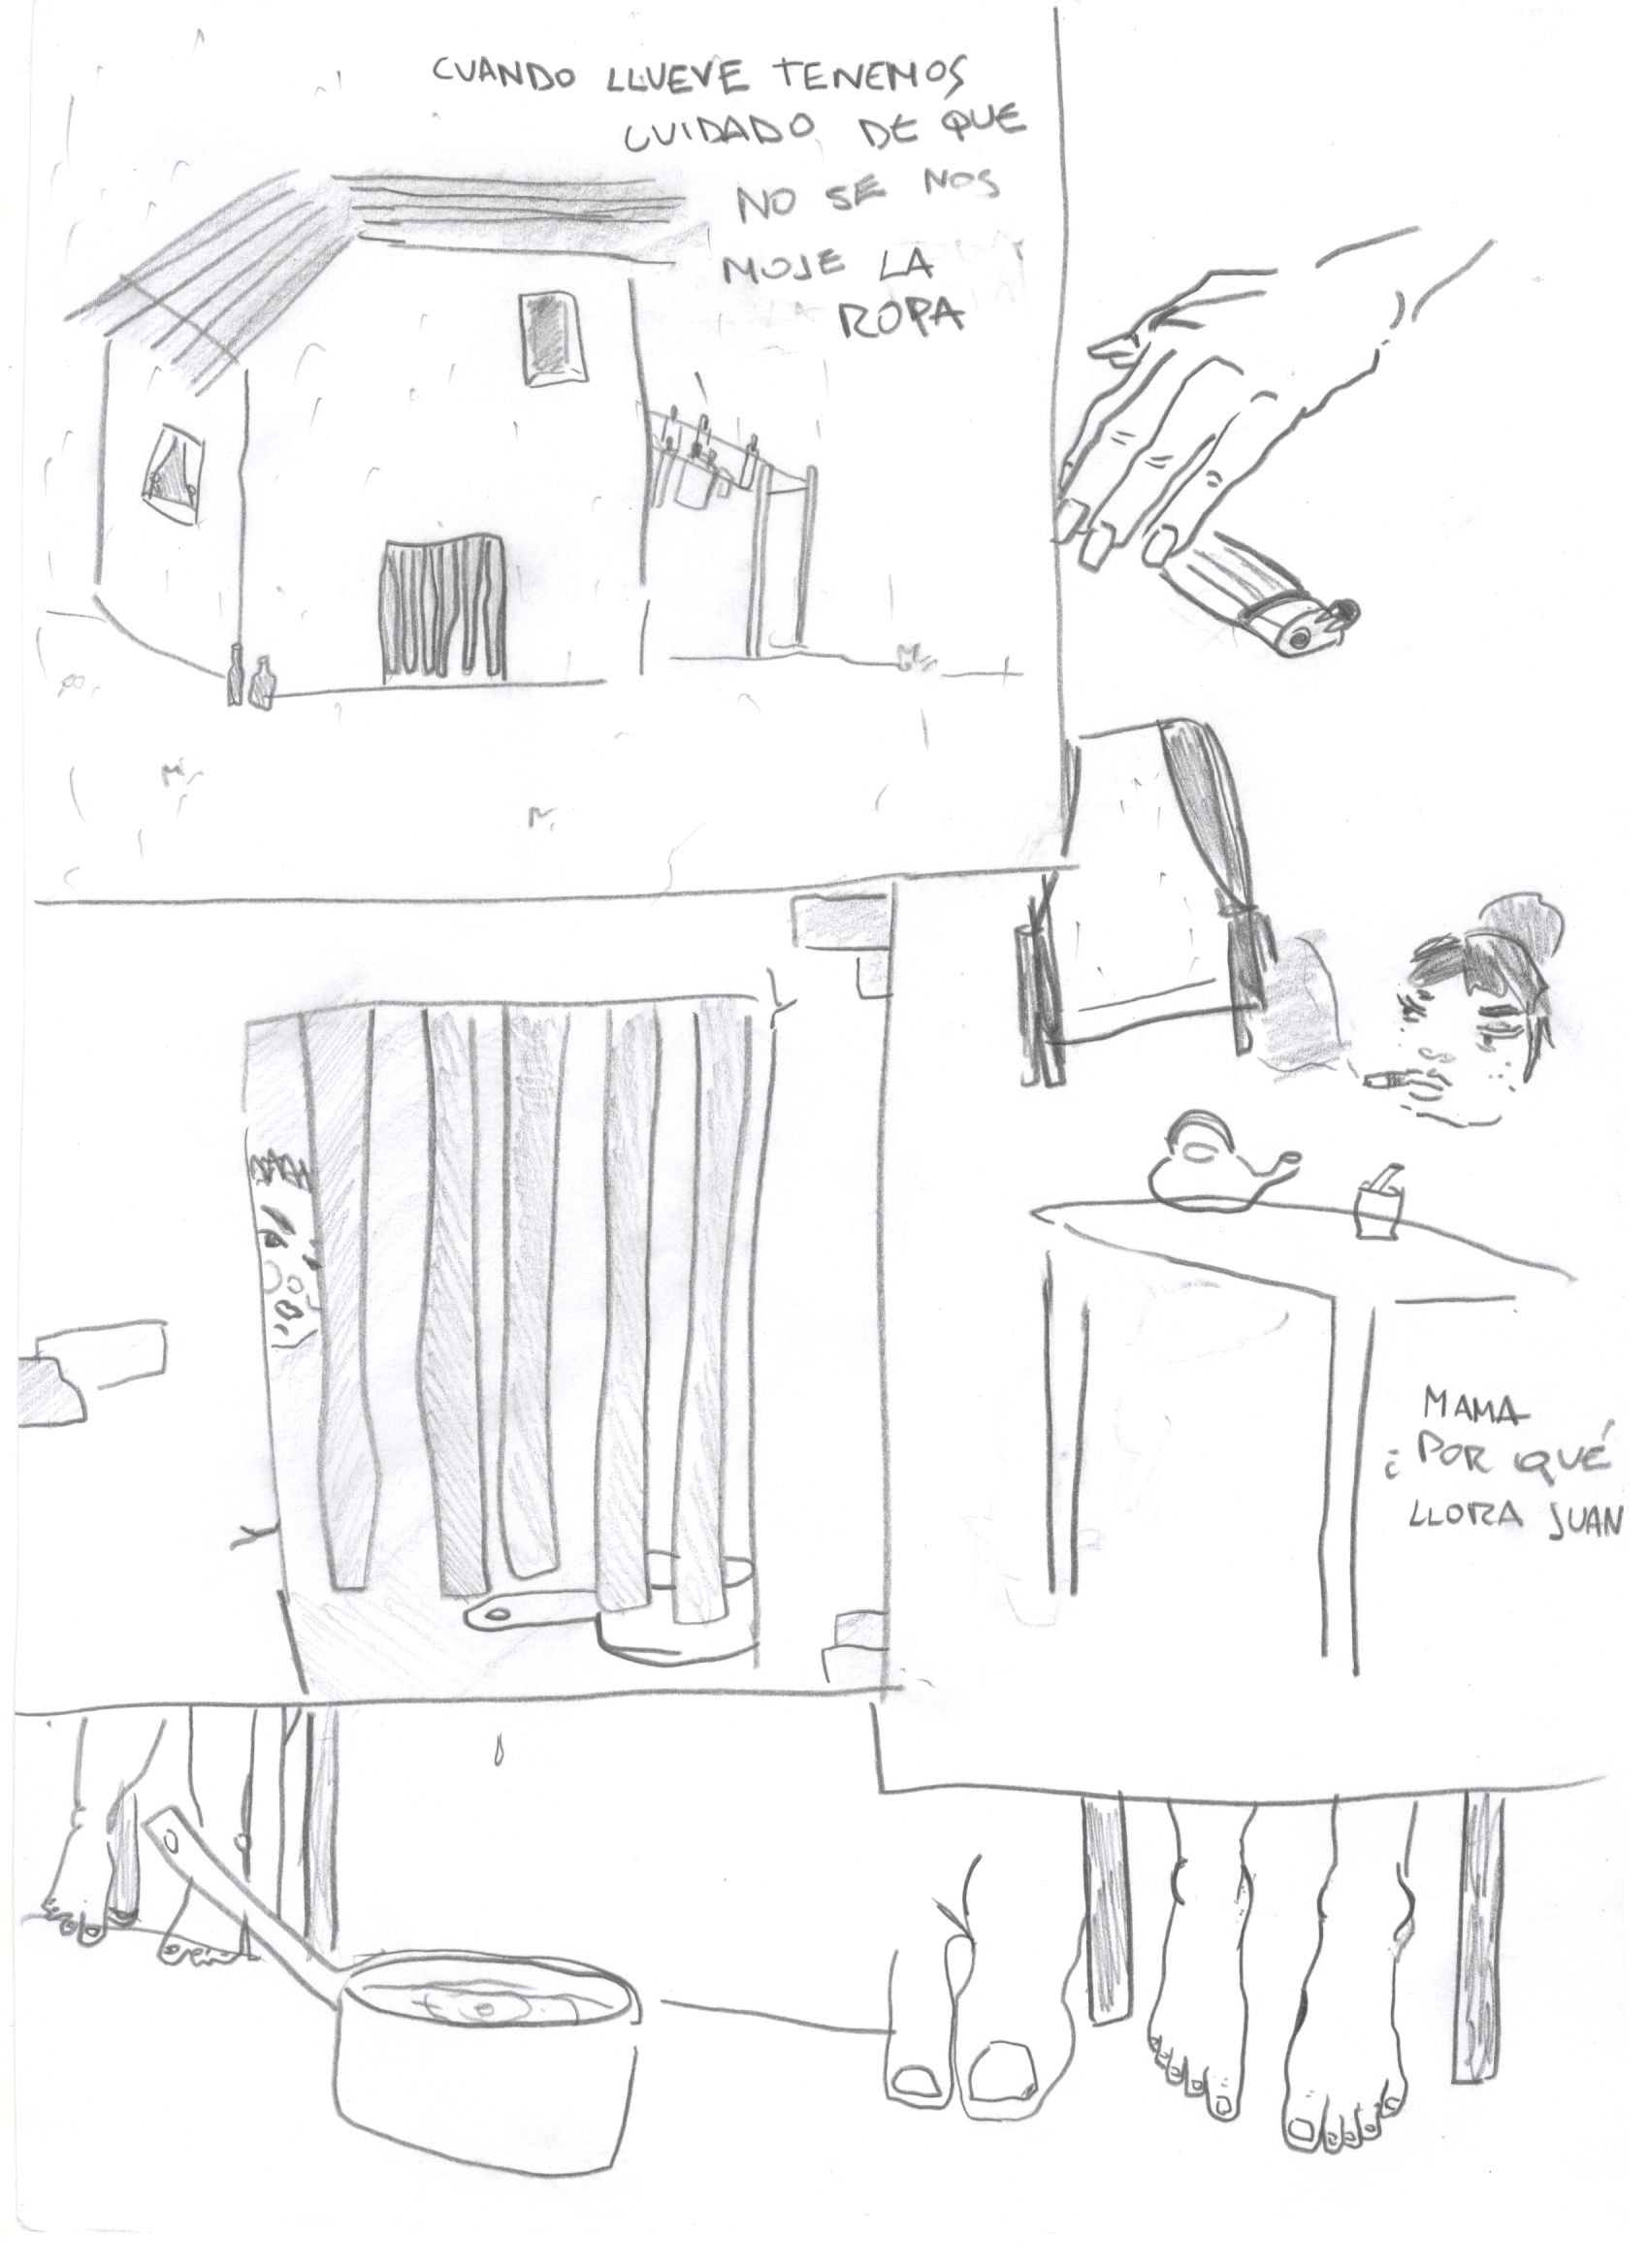 CUANDO LLUEVE TENEMOS
CUIDADO DE QUE
NO SE NOS
MOJE LA
ROPA
MAMA
¿POR QUÉ
LLORA JUAN